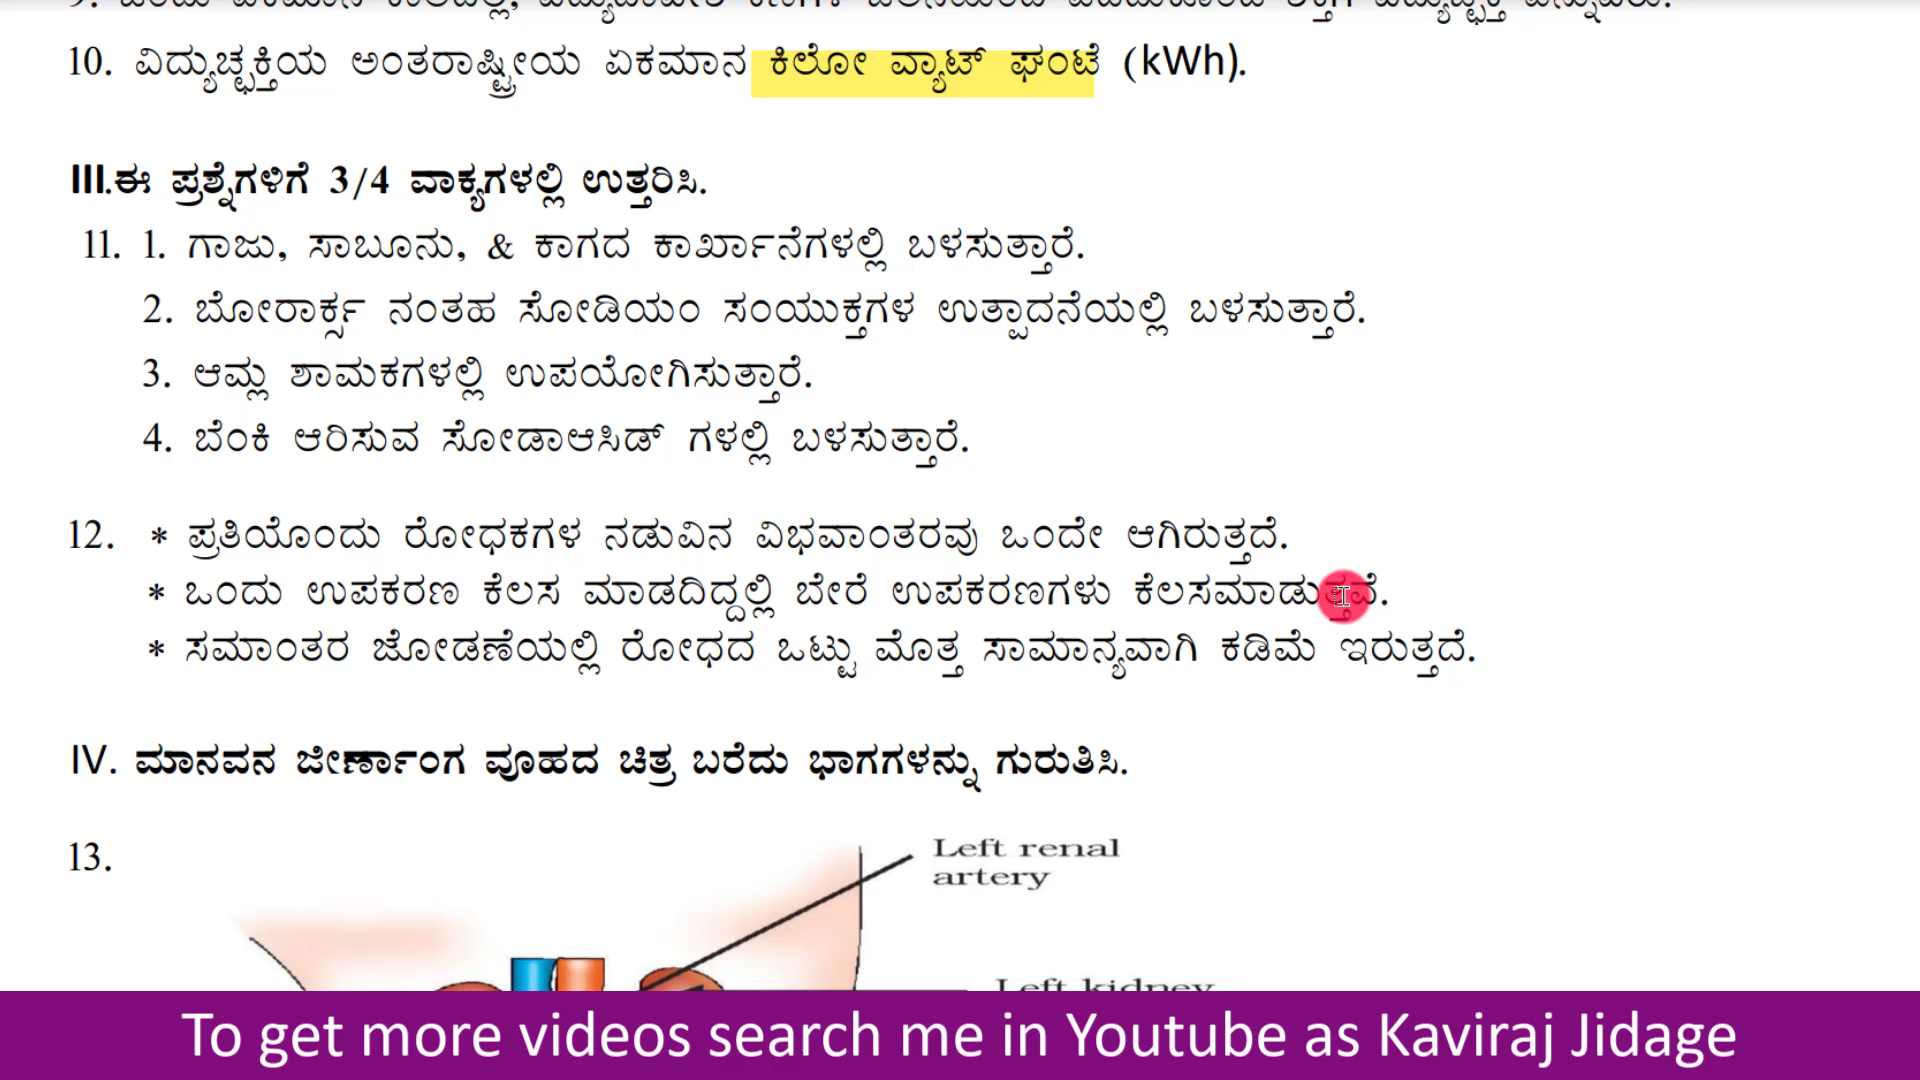 10. ವಿದ್ಯುಚ್ಛಕ್ತಿಯ ಅಂತರಾಷ್ಟ್ರೀಯ ಏಕಮಾನ ಕಿಲೋ ವ್ಯಾಟ್ ಘಂಟೆ (kWh).
III.ಈ ಪ್ರಶ್ನೆಗಳಿಗೆ 3/4 ವಾಕ್ಯಗಳಲ್ಲಿ ಉತ್ತರಿಸಿ.
11. 1. ಗಾಜು, ಸಾಬೂನು, & ಕಾಗದ ಕಾರ್ಖಾನೆಗಳಲ್ಲಿ ಬಳಸುತ್ತಾರೆ.
2. ಬೋರಾರ್ಕ್ಸ ನಂತಹ ಸೋಡಿಯಂ ಸಂಯುಕ್ತಗಳ ಉತ್ಪಾದನೆಯಲ್ಲಿ ಬಳಸುತ್ತಾರೆ.
3. ಆಮ್ಲ ಶಾಮಕಗಳಲ್ಲಿ ಉಪಯೋಗಿಸುತ್ತಾರೆ.
4. ಬೆಂಕಿ ಆರಿಸುವ ಸೋಡಾಆಸಿಡ್ ಗಳಲ್ಲಿ ಬಳಸುತ್ತಾರೆ.
12. * ಪ್ರತಿಯೊಂದು ರೋಧಕಗಳ ನಡುವಿನ ವಿಭವಾಂತರವು ಒಂದೇ ಆಗಿರುತ್ತದೆ.
* ಒಂದು ಉಪಕರಣ ಕೆಲಸ ಮಾಡದಿದ್ದಲ್ಲಿ ಬೇರೆ ಉಪಕರಣಗಳು ಕೆಲಸಮಾಡುತ್ತವೆ.
* ಸಮಾಂತರ ಜೋಡಣೆಯಲ್ಲಿ ರೋಧದ ಒಟ್ಟು ಮೊತ್ತ ಸಾಮಾನ್ಯವಾಗಿ ಕಡಿಮೆ ಇರುತ್ತದೆ.
IV. ಮಾನವನ ಜೀರ್ಣಾಂಗ ವೂಹದ ಚಿತ್ರ ಬರೆದು ಭಾಗಗಳನ್ನು ಗುರುತಿಸಿ.
13.
Left renal
artery
Left kidney
To get more videos search me in Youtube as Kaviraj Jidage